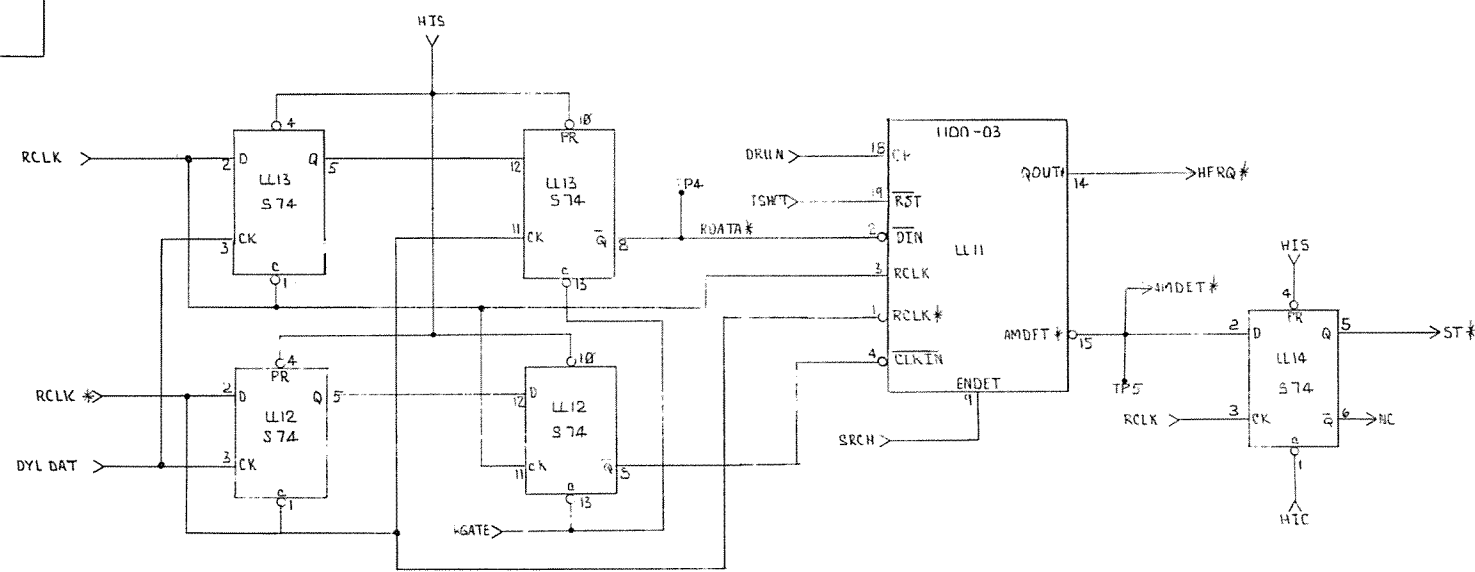 HIS
4
10
PR
RCLK
2 D Q 5
12
LL13
S74
LL13
S74
3 CK
C
1
11 CK Q 8
C
13
TP4
RDATA*
1100-03
DRUN
18
19 RST
2 DIN
3 RCLK
1 RCLK*
4 CLKIN
LL11
QOUT
14
HFRQ*
AMDET*
15
ENDET
9
SRCH
AMDET*
TP5
HIS
4
PR
2 D Q 5
ST*
LL14
S74
RCLK
3 CK Q 6
NC
1
HIC
4
PR
10
RCLK *
2 D Q 5
12 D
LL12
S74
LL12
S74
DYL DAT
3 CK
C
1
11 CK Q
13
WGATE